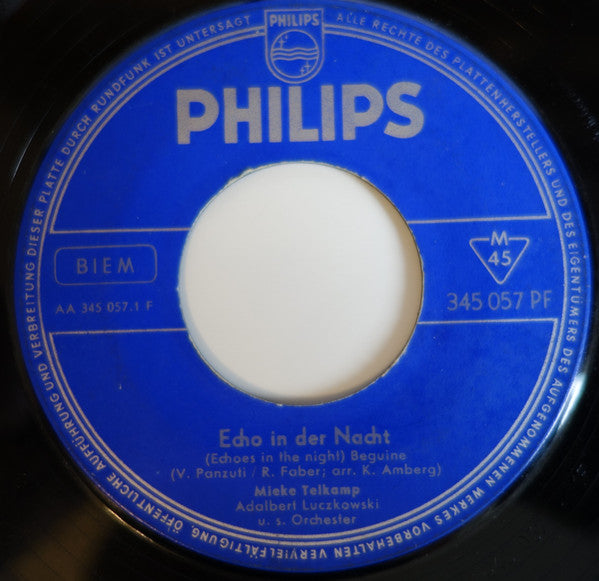 ALLE RECHTE DES PLATTENHERSTELLERS UND DES EIGENTÜMERS DES AUFGENOMMENEN WERKES VORBEHALTEN. VERVIELFÄLTIGUNG, ÖFFENTLICHE AUFFÜHRUNG UND VERBREITUNG DIESER PLATTE DURCH RUNDFUNK IST UNTERSAGT
PHILIPS
PHILIPS
BIEM
M
45
AA 345 057.1 F
345 057 PF
Echo in der Nacht
(Echoes in the night) Beguine
(V. Panzuti / R. Faber; arr. K. Amberg)
Mieke Telkamp
Adalbert Luczkowski
u. s. Orchester